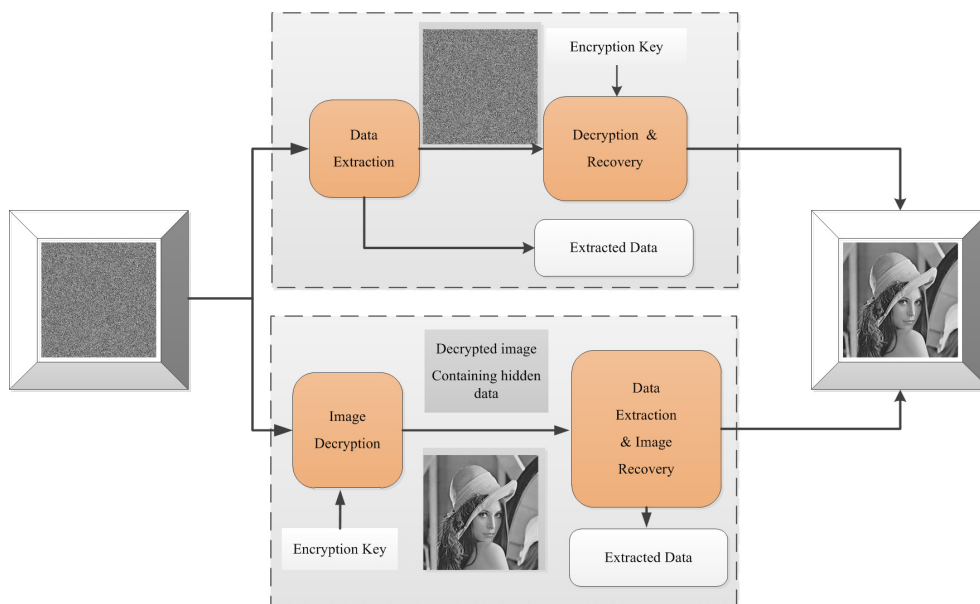 Encryption Key
Data
Extraction
Decryption &
Recovery
Extracted Data
Decrypted image
Containing hidden
data
Image
Decryption
Data
Extraction
& Image
Recovery
Encryption Key
Extracted Data